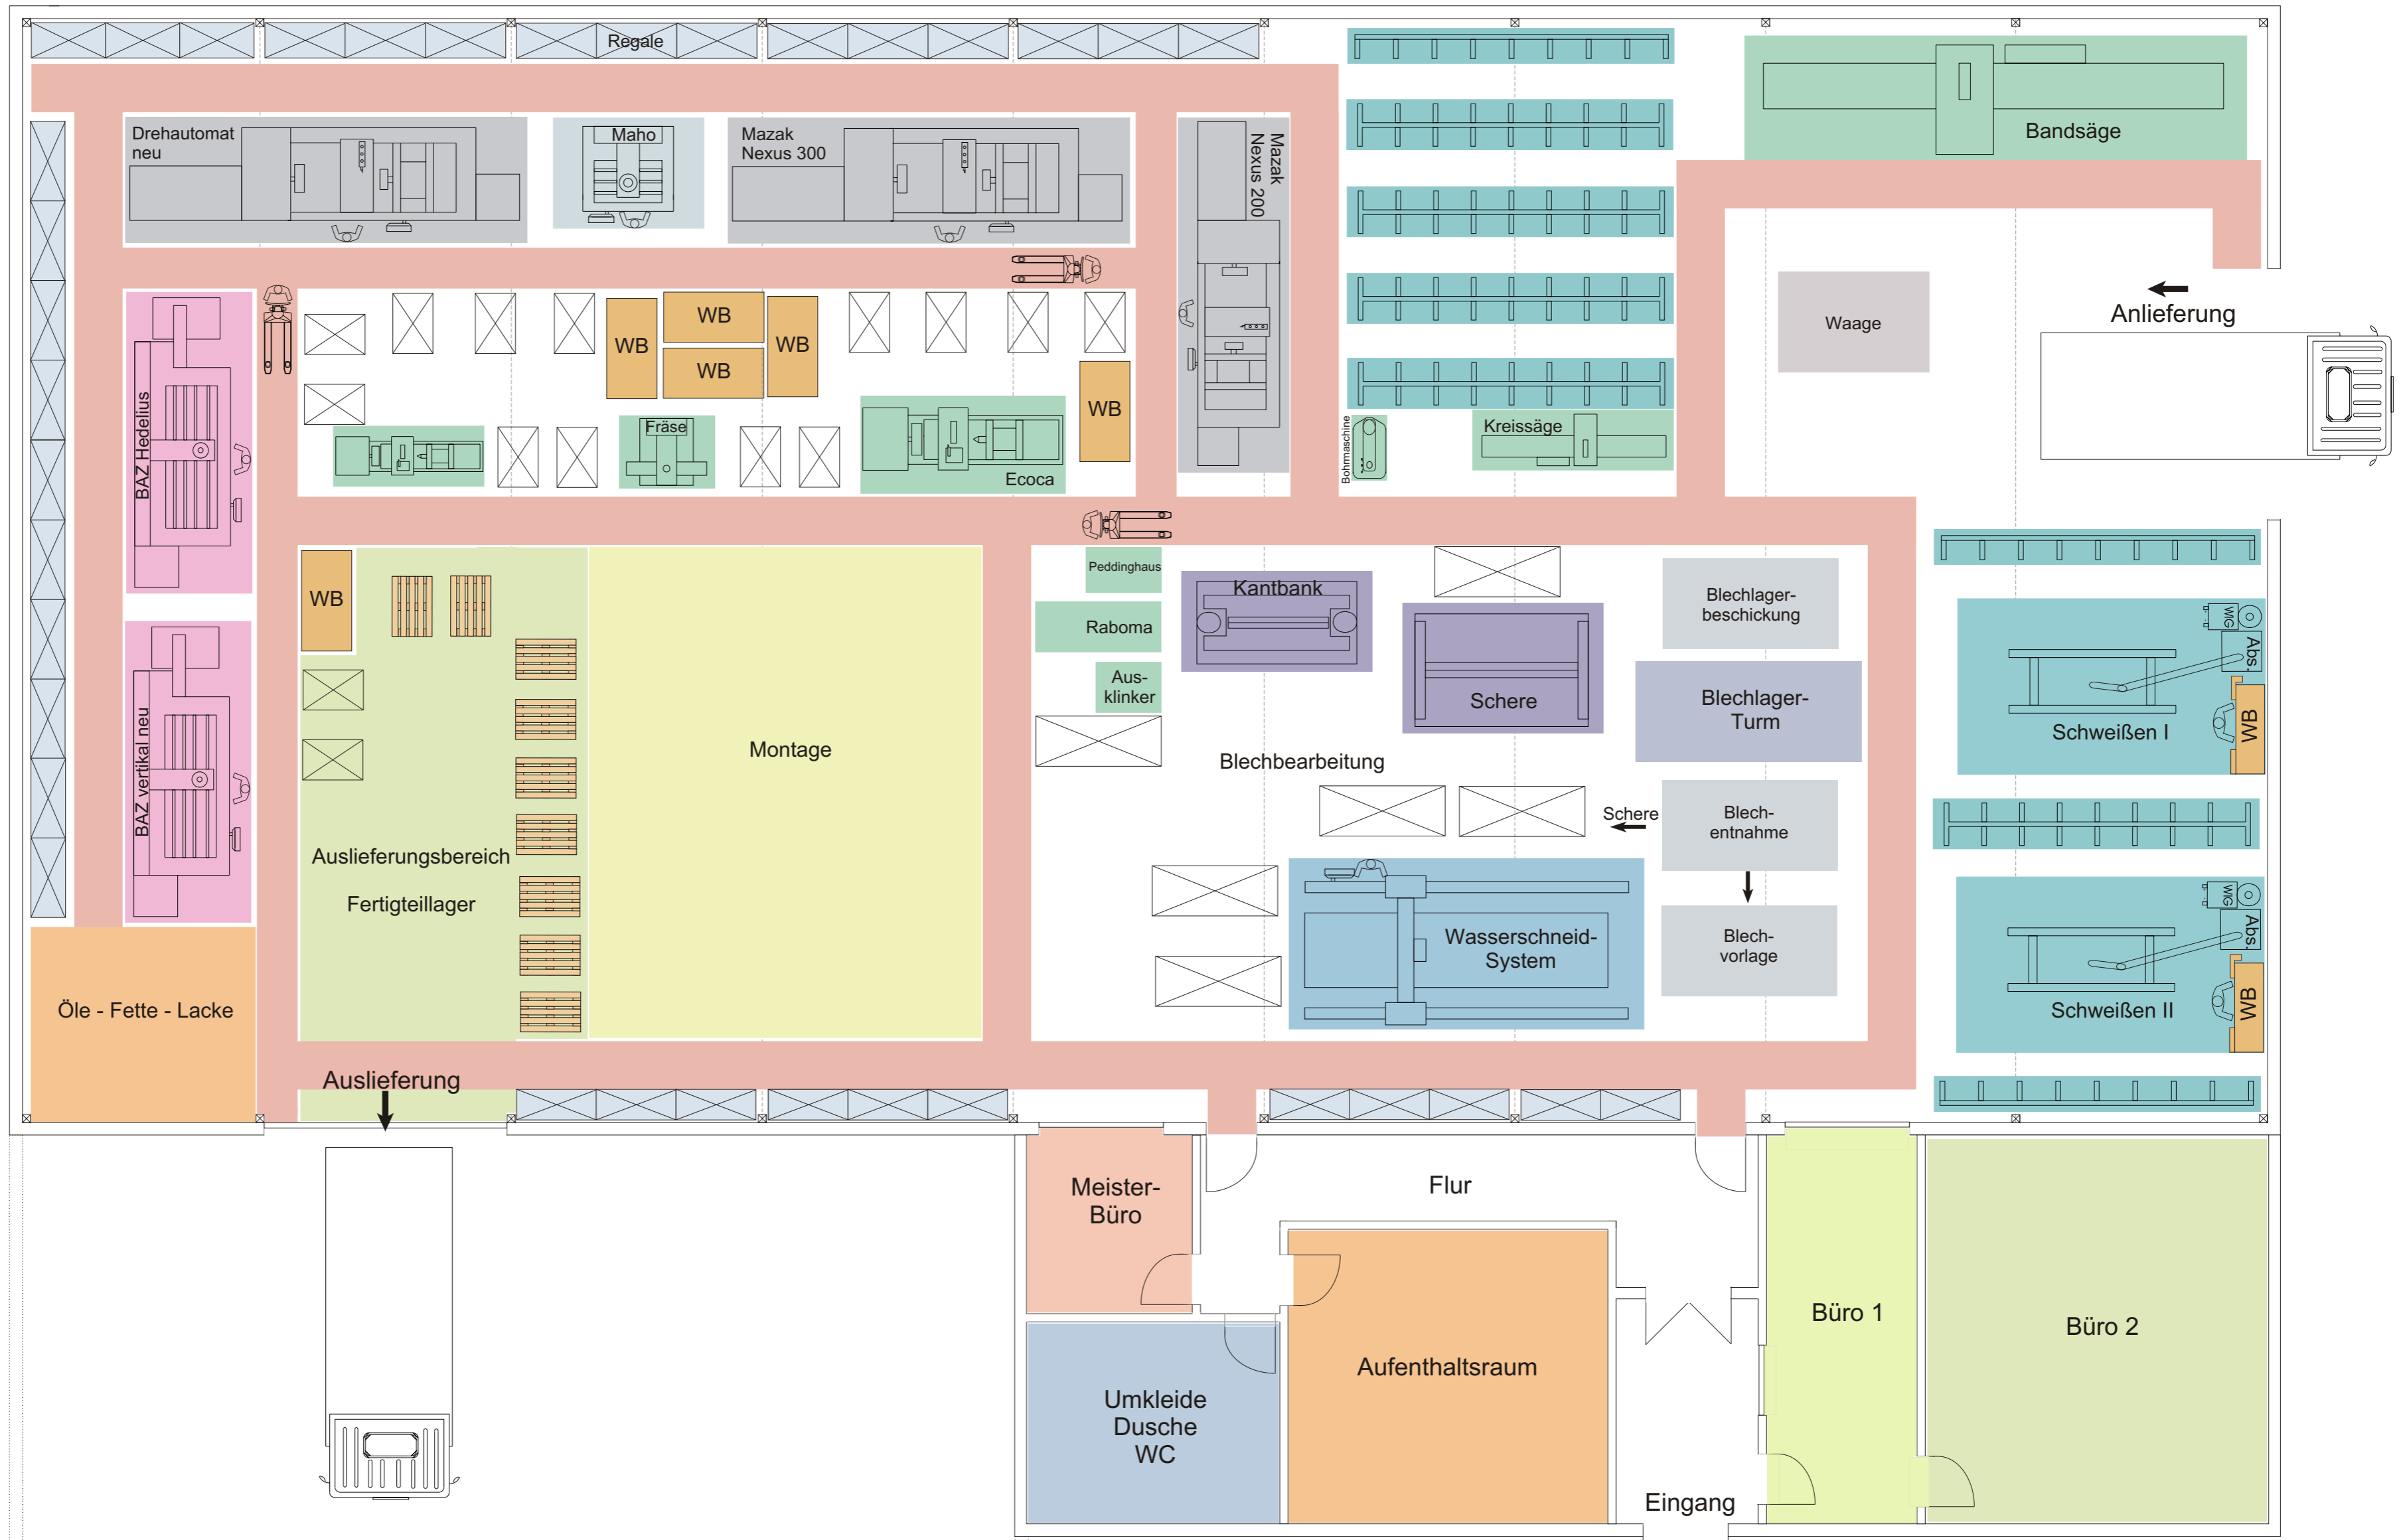 Regale
Drehautomat
neu
Maho
Mazak
Nexus 300
Mazak
Nexus 200
Bandsäge
Waage
Anlieferung
WB
WB
WB
WB
WB
BAZ Hedelius
Fräse
Ecoca
Bohrmaschine
Kreissäge
WB
Peddinghaus
Raboma
Aus-
klinker
Kantbank
Schere
Blechlager-
beschickung
Blechlager-
Turm
WIG
Abs.
WB
Schweißen I
BAZ vertikal neu
Montage
Blechbearbeitung
Schere
Blech-
entnahme
Auslieferungsbereich
Fertigteillager
Wasserschneid-
System
Blech-
vorlage
WIG
Abs.
WB
Schweißen II
Öle - Fette - Lacke
Auslieferung
Meister-
Büro
Flur
Büro 1
Büro 2
Aufenthaltsraum
Umkleide
Dusche
WC
Eingang